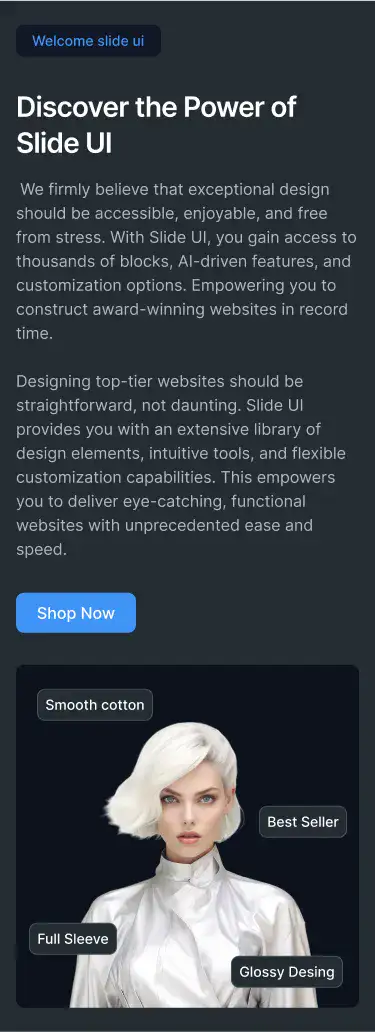 Welcome slide ui
Discover the Power of
Slide UI
We firmly believe that exceptional design
should be accessible, enjoyable, and free
from stress. With Slide UI, you gain access to
thousands of blocks, AI-driven features, and
customization options. Empowering you to
construct award-winning websites in record
time.
Designing top-tier websites should be
straightforward, not daunting. Slide UI
provides you with an extensive library of
design elements, intuitive tools, and flexible
customization capabilities. This empowers
you to deliver eye-catching, functional
websites with unprecedented ease and
speed.
Shop Now
Smooth cotton
Best Seller
Full Sleeve
Glossy Desing